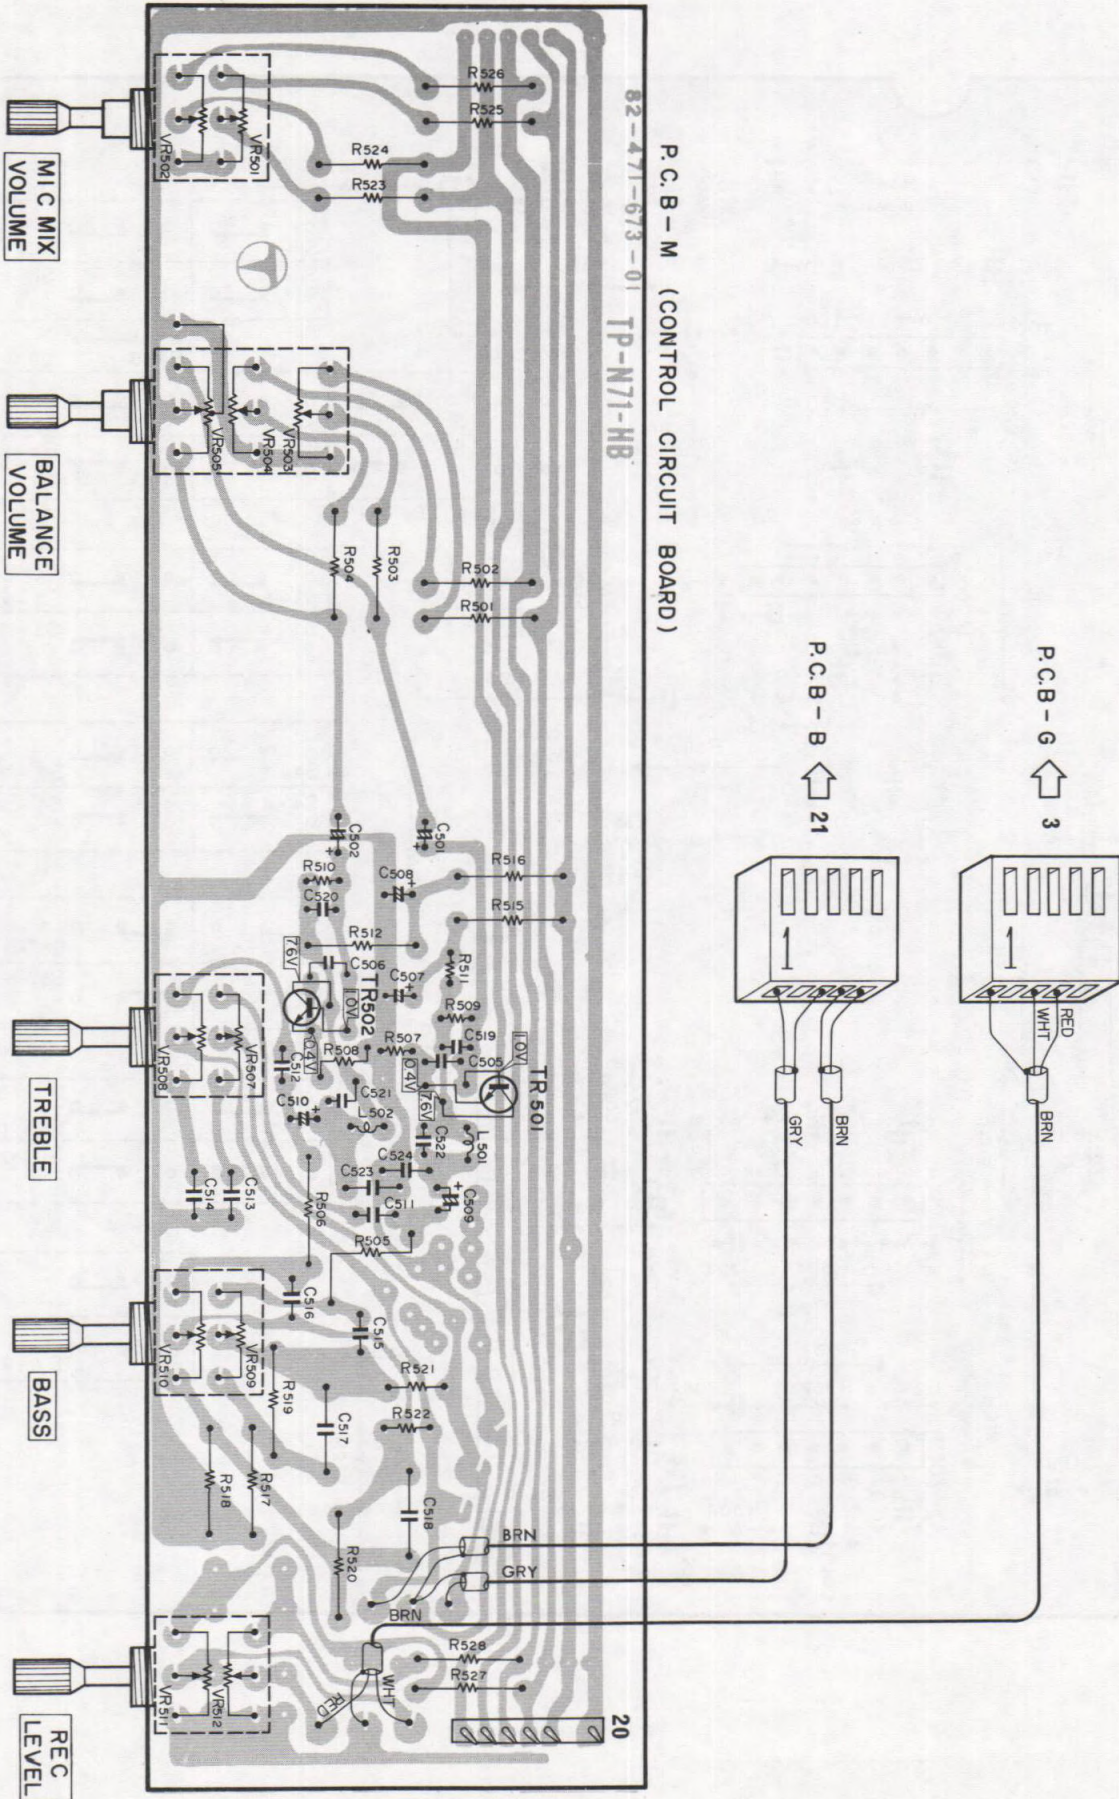 P.C.B-M (CONTROL CIRCUIT BOARD)
82-471-673-01 TP-N71-HB
P.C.B-G 3
P.C.B-B 21
1
1
RED
WHT
BRN
BRN
GRY
R526
R525
R524
R523
VR501
VR502
MIC MIX
VOLUME
VR503
VR504
VR505
BALANCE
VOLUME
R504
R503
R502
R501
C502
C501
R510
C520
C508
R516
R515
R512
C506
7.6V
TR502
1.0V
0.4V
C507
R511
R509
C519
C505
1.0V
TR501
R507
R508
0.4V
7.6V
C512
C510
C521
L502
C522
L501
C524
C523
C511
C509
VR507
VR508
TREBLE
C513
C514
R506
R505
C516
C515
VR509
VR510
BASS
R519
R521
R522
C517
R517
R518
C518
R520
BRN
GRY
BRN
R528
R527
WHT
RED
VR512
VR511
REC
LEVEL
20